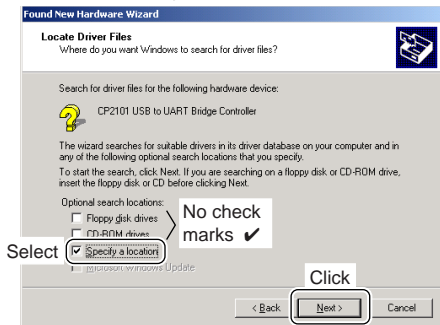 Found New Hardware Wizard
Locate Driver Files
Where do you want Windows to search for driver files?
Search for driver files for the following hardware device:
CP2101 USB to UART Bridge Controller
The wizard searches for suitable drivers in its driver database on your computer and in
any of the following optional search locations that you specify.
To start the search, click Next. If you are searching on a floppy disk or CD-ROM drive,
insert the floppy disk or CD before clicking Next.
Optional search locations:
Floppy disk drives
CD-ROM drives
No check
marks ✔
Select
Specify a location
Microsoft Windows Update
Click
< Back
Next >
Cancel